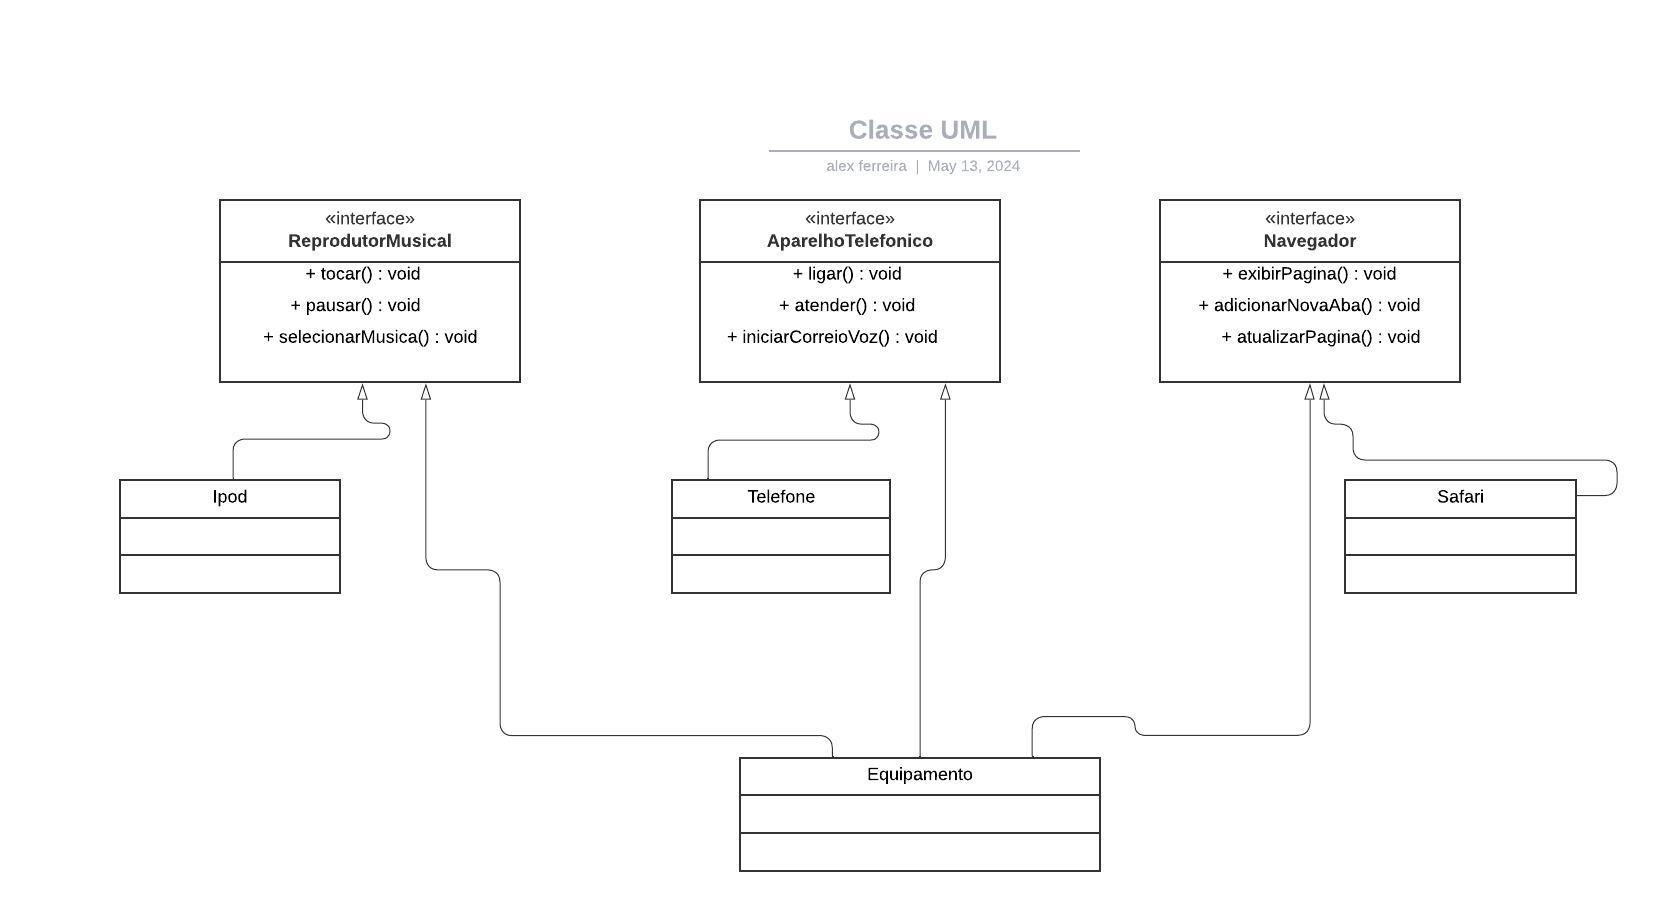 Classe UML
alex ferreira | May 13, 2024
«interface»
ReprodutorMusical
+ tocar() : void
+ pausar() : void
+ selecionarMusica() : void
«interface»
AparelhoTelefonico
+ ligar() : void
+ atender() : void
+ iniciarCorreioVoz() : void
«interface»
Navegador
+ exibirPagina() : void
+ adicionarNovaAba() : void
+ atualizarPagina() : void
Ipod
Telefone
Safari
Equipamento